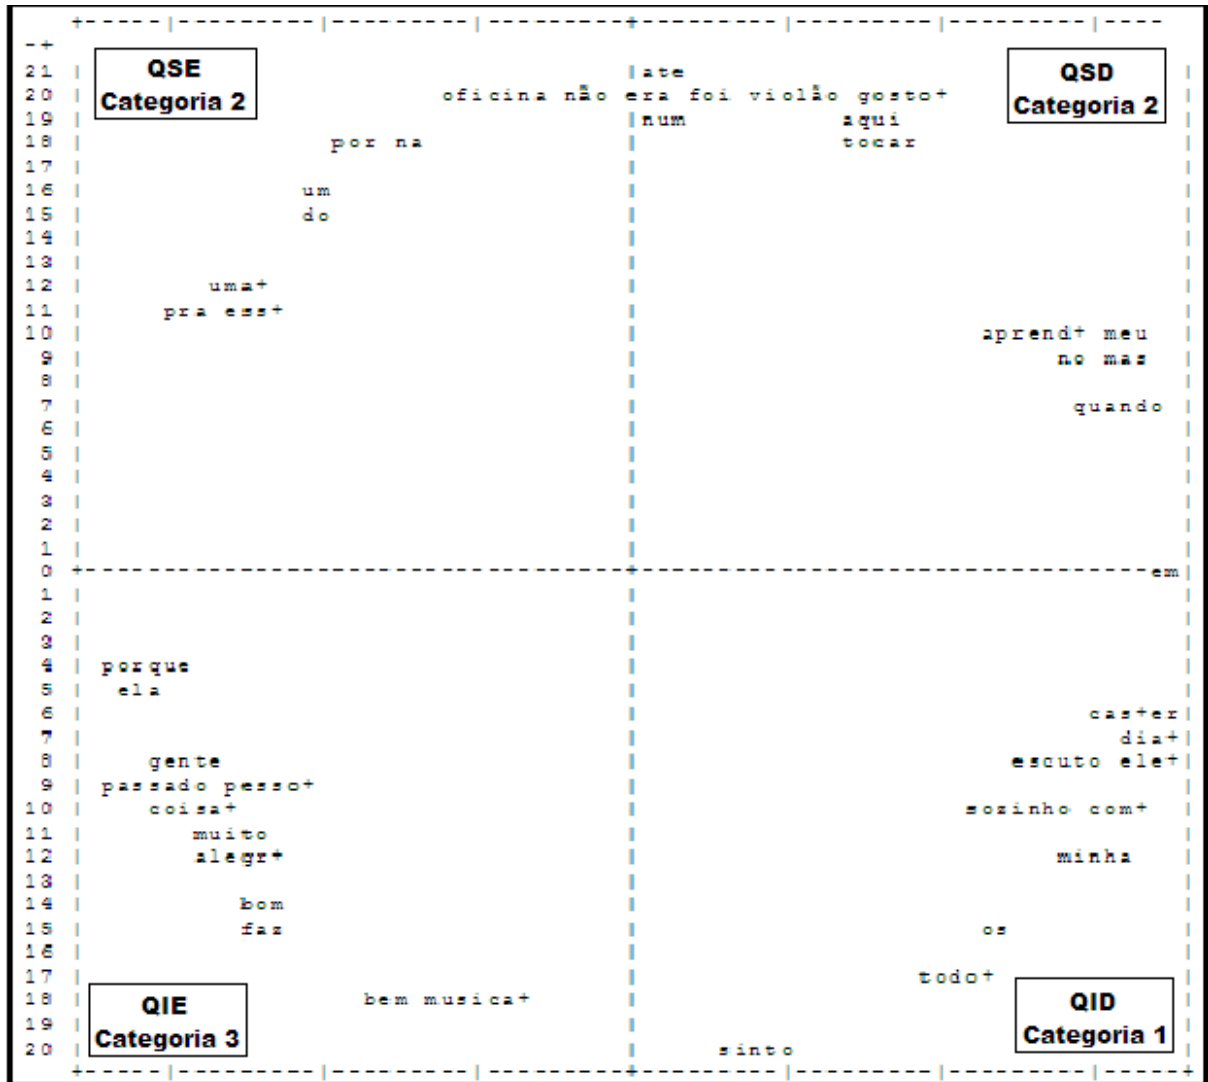 +-----|---------|---------+---------|---------|----
-+
21 | QSE | ate QSD |
20 | Categoria 2 oficina não era foi violão gosto+ Categoria 2 |
19 | | num aqui |
18 | por na | tocar |
17 | | |
16 | um | |
15 | do | |
14 | | |
13 | | |
12 | uma+ | |
11 | pra ess+ | |
10 | | aprend+ meu |
9 | | no mas |
8 | | |
7 | | quando |
6 | | |
5 | | |
4 | | |
3 | | |
2 | | |
1 | | |
0 +-----------------+-----------------em|
1 | | |
2 | | |
3 | | |
4 | porque | |
5 | ela | |
6 | | cas+er|
7 | | dia+|
8 | gente | escuto ele+|
9 | passado pesso+ | |
10 | coisa+ | sozinho com+ |
11 | muito | |
12 | alegr+ | minha |
13 | | |
14 | bom | |
15 | faz | os |
16 | | |
17 | | todo+ |
18 | QIE bem musica+ | QID |
19 | Categoria 3 | Categoria 1 |
20 | | sinto |
+-----|---------|---------+---------|---------|-----+